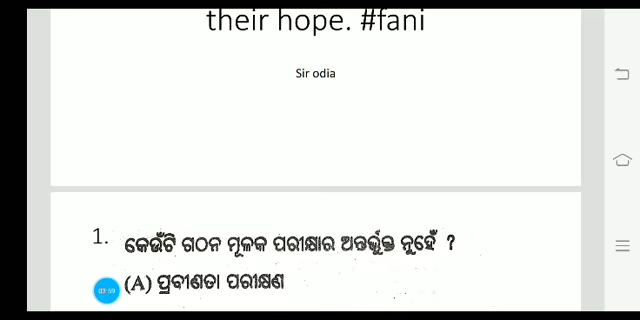 their hope. #fani
Sir odia
1. କେଉଁଟି ଗଠନ ମୂଳକ ପରୀକ୍ଷାର ଅନ୍ତର୍ଭୁକ୍ତ ନୁହେଁ ?
(A) ପ୍ରବୀଣତା ପରୀକ୍ଷଣ